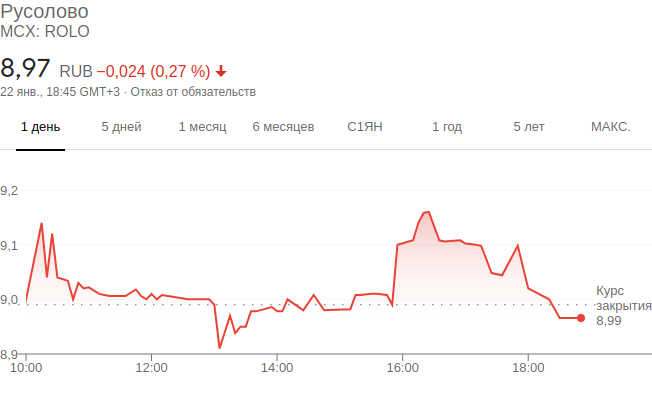 Русолово
MCX: ROLO
8,97 RUB −0,024 (0,27 %)
22 янв., 18:45 GMT+3 · Отказ от обязательств
1 день 5 дней 1 месяц 6 месяцев С1ЯН 1 год 5 лет МАКС.
9,2
9,1
9,0
Курс
закрытия
8,99
8,9
10:00 12:00 14:00 16:00 18:00